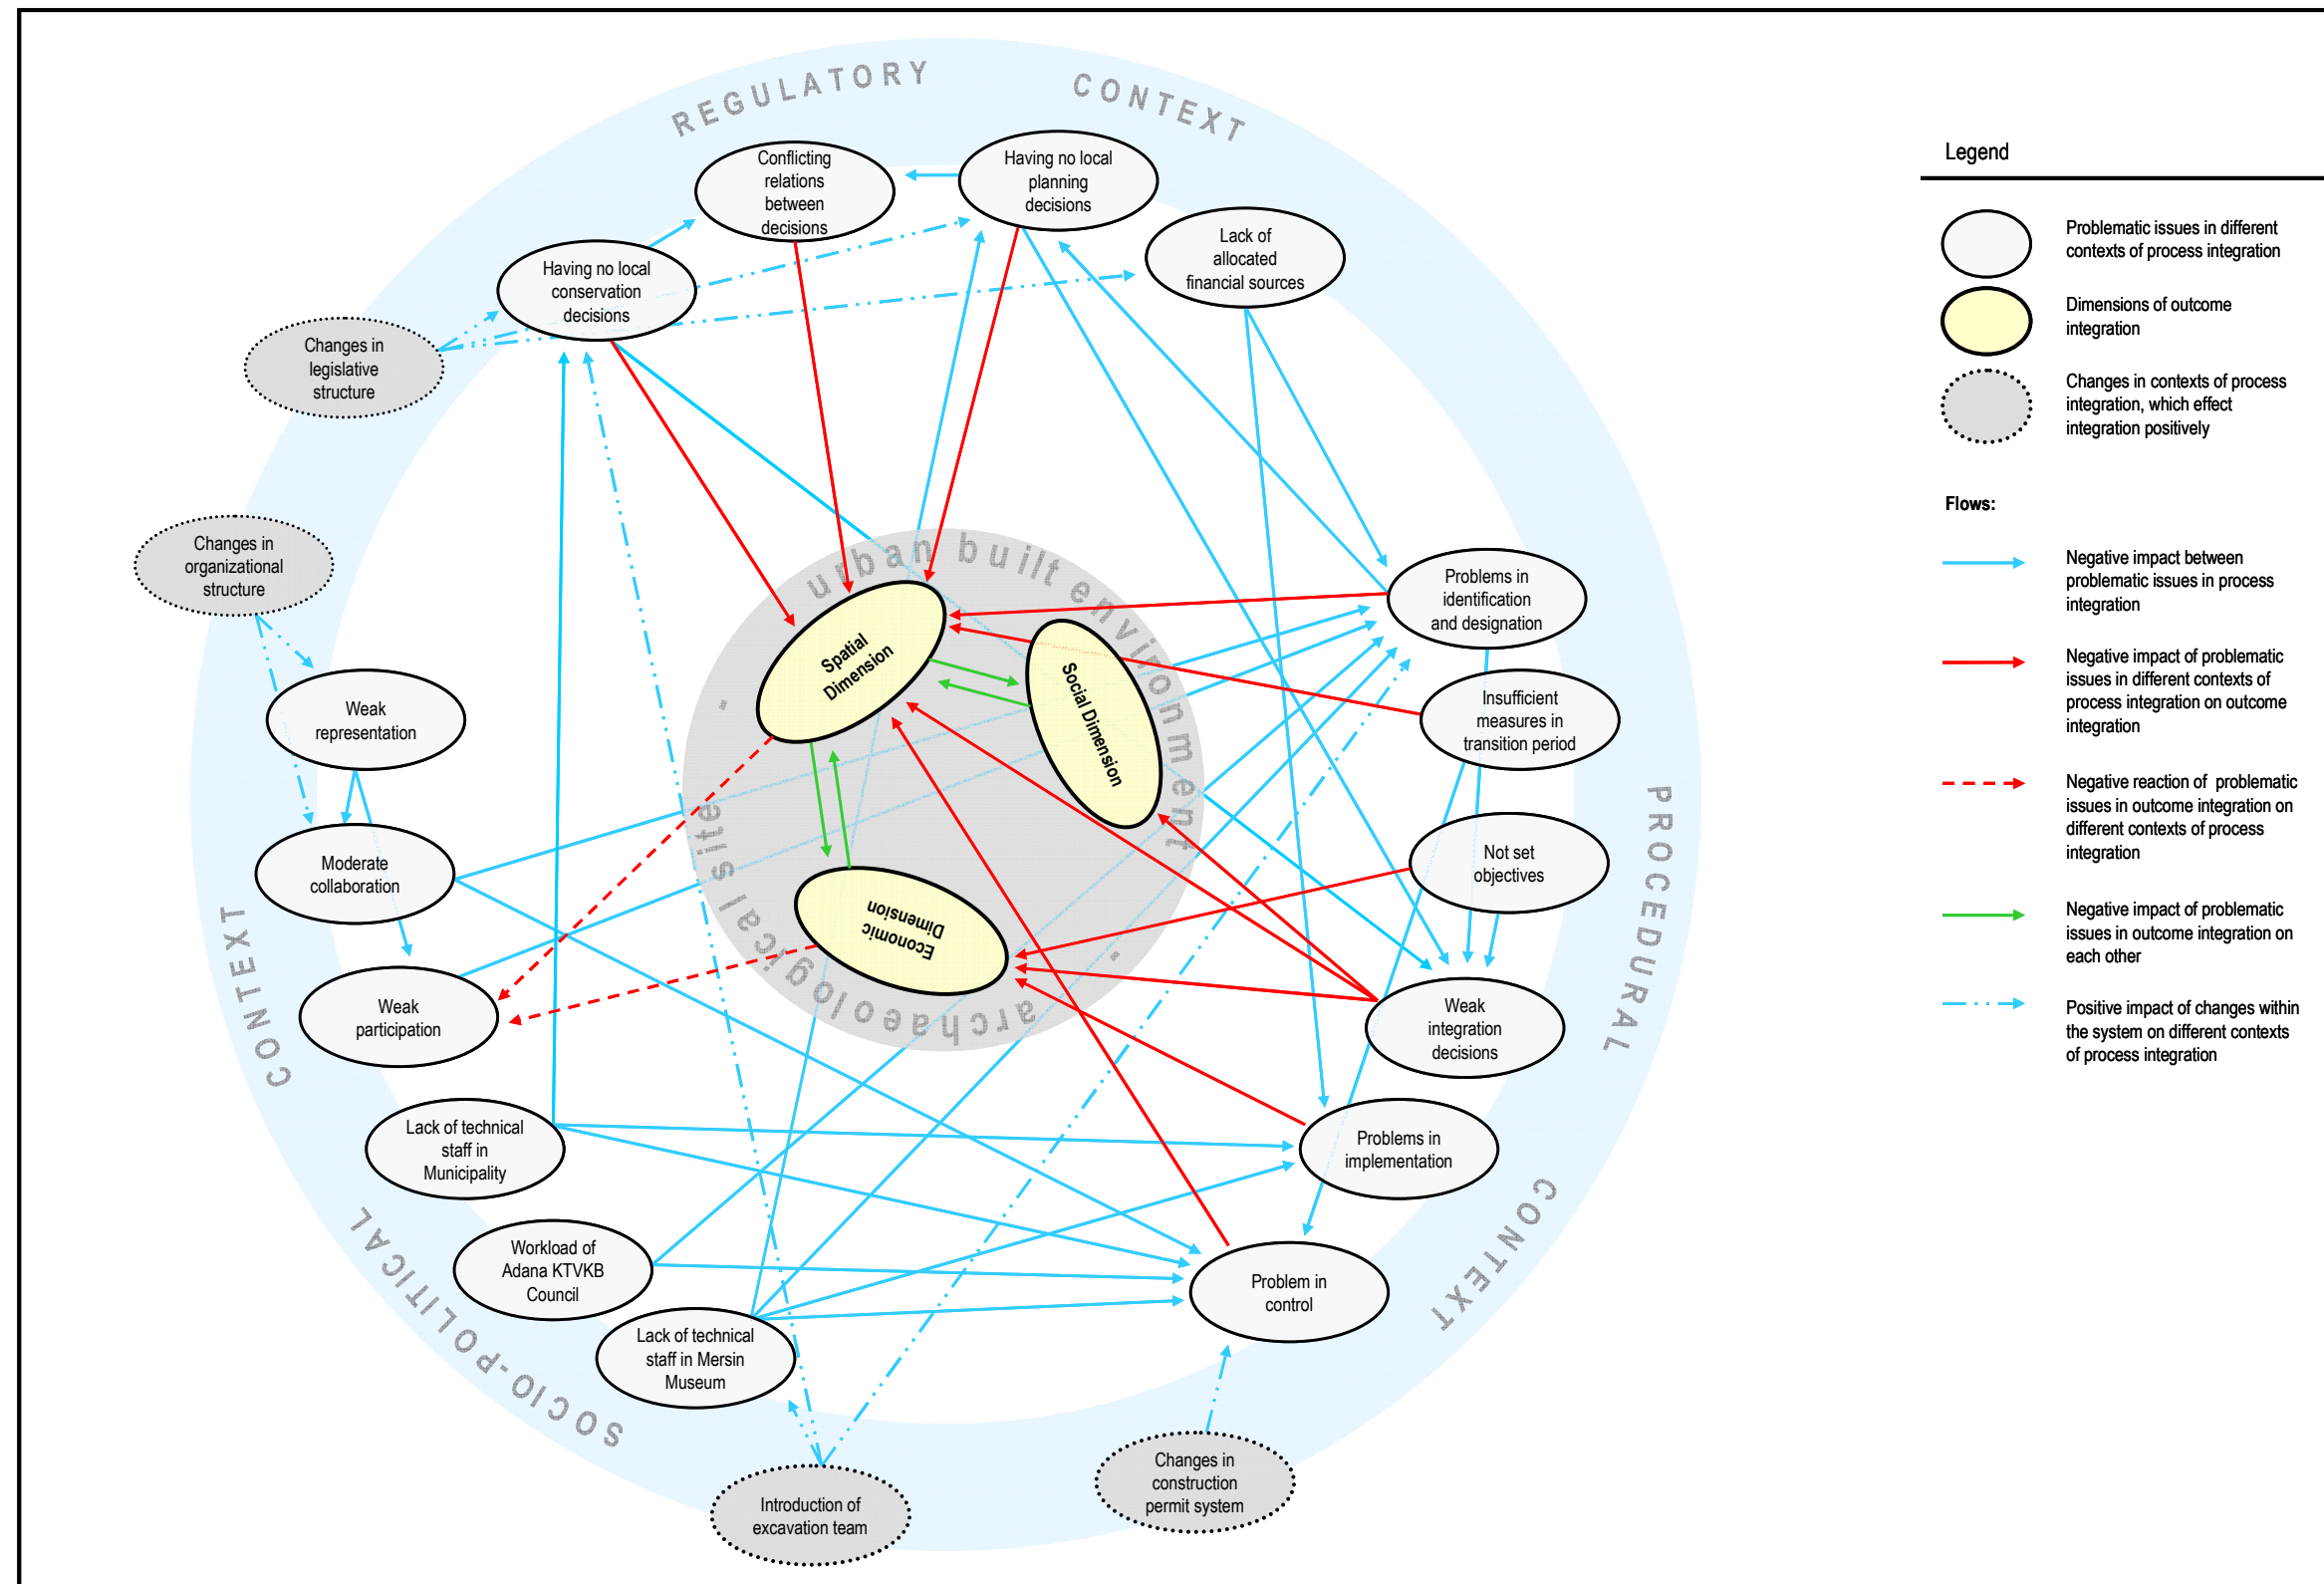 REGULATORY CONTEXT
Conflicting
relations
between
decisions
Having no local
planning
decisions
Lack of
allocated
financial sources
Having no local
conservation
decisions
Changes in
legislative
structure
Changes in
organizational
structure
Weak
representation
Moderate
collaboration
Weak
participation
Lack of technical
staff in
Municipality
Workload of
Adana KTVKB
Council
Lack of technical
staff in Mersin
Museum
Introduction of
excavation team
Changes in
construction
permit system
Problem in
control
Problems in
implementation
Weak
integration
decisions
Not set
objectives
Insufficient
measures in
transition period
Problems in
identification
and designation
PROCEDURAL CONTEXT
SOCIO-POLITICAL CONTEXT
urban built environment
- archaeological site -
Spatial
Dimension
Social Dimension
Economic
Dimension
Legend
Problematic issues in different
contexts of process integration
Dimensions of outcome
integration
Changes in contexts of process
integration, which effect
integration positively
Flows:
Negative impact between
problematic issues in process
integration
Negative impact of problematic
issues in different contexts of
process integration on outcome
integration
Negative reaction of problematic
issues in outcome integration on
different contexts of process
integration
Negative impact of problematic
issues in outcome integration on
each other
Positive impact of changes within
the system on different contexts
of process integration